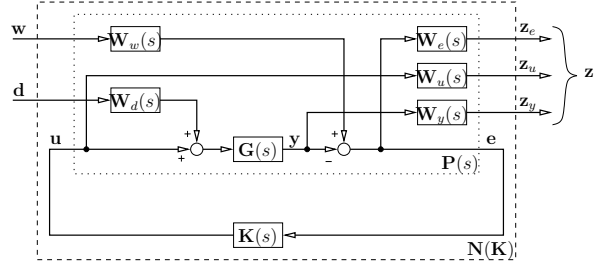 w W_w(s) W_e(s) z_e
W_u(s) z_u z
d W_d(s) W_y(s) z_y
+ +
u + G(s) y − e
P(s)
K(s)
N(K)